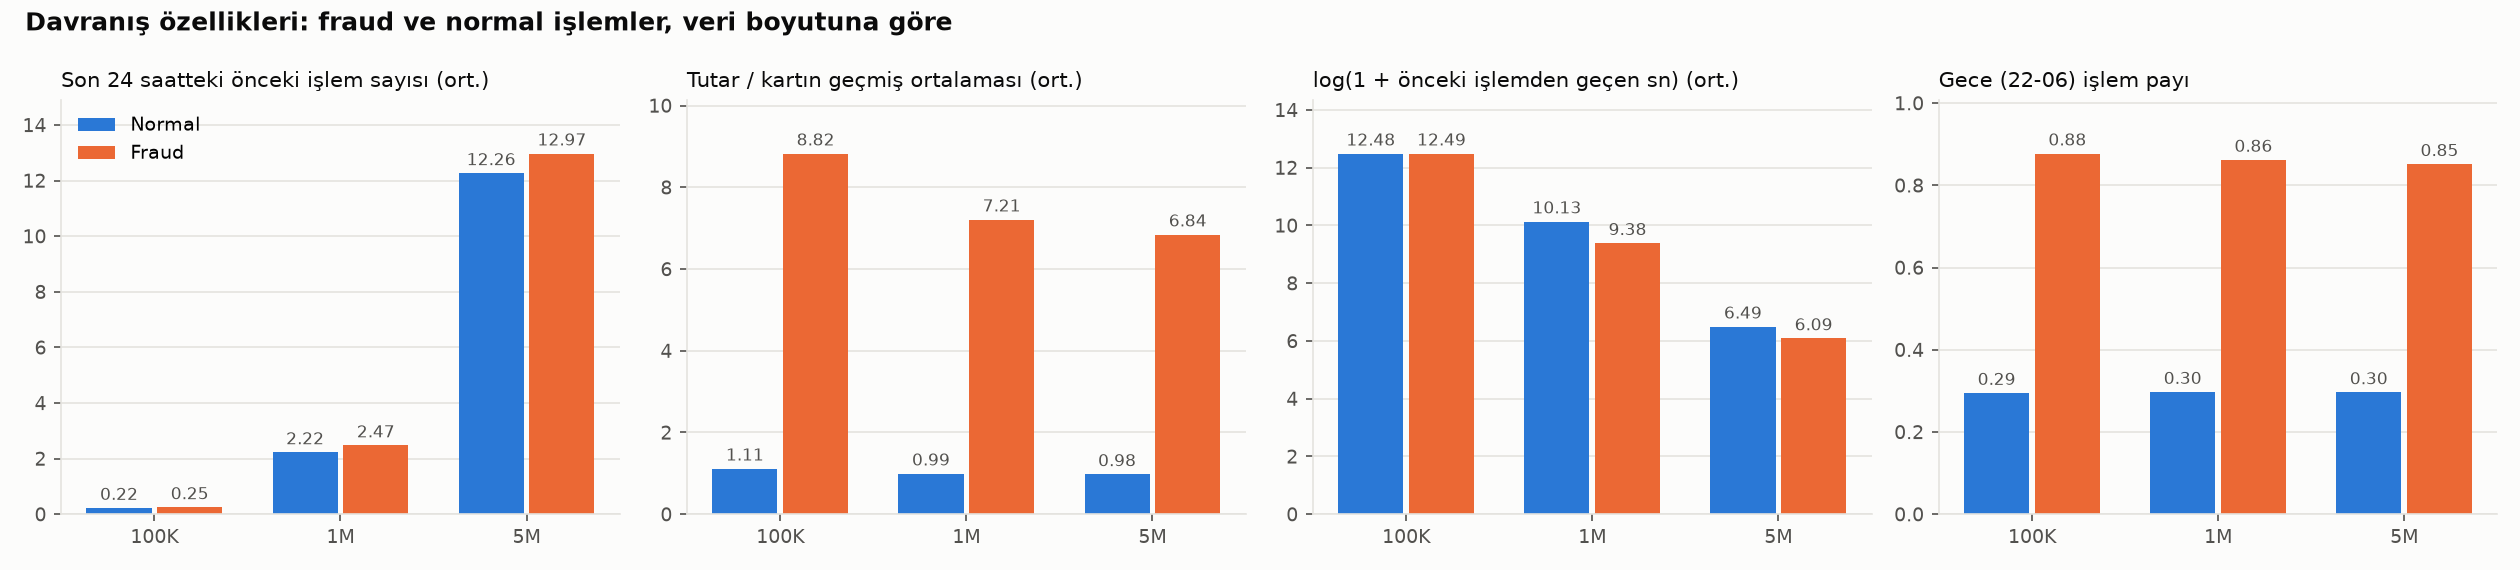 Davranış özellikleri: fraud ve normal işlemler, veri boyutuna göre
Son 24 saatteki önceki işlem sayısı (ort.)
Normal
Fraud
14
12
10
8
6
4
2
0
0.22
0.25
2.22
2.47
12.26
12.97
100K
1M
5M
Tutar / kartın geçmiş ortalaması (ort.)
10
8
6
4
2
0
1.11
8.82
0.99
7.21
0.98
6.84
100K
1M
5M
log(1 + önceki işlemden geçen sn) (ort.)
14
12
10
8
6
4
2
0
12.48
12.49
10.13
9.38
6.49
6.09
100K
1M
5M
Gece (22-06) işlem payı
1.0
0.8
0.6
0.4
0.2
0.0
0.29
0.88
0.30
0.86
0.30
0.85
100K
1M
5M